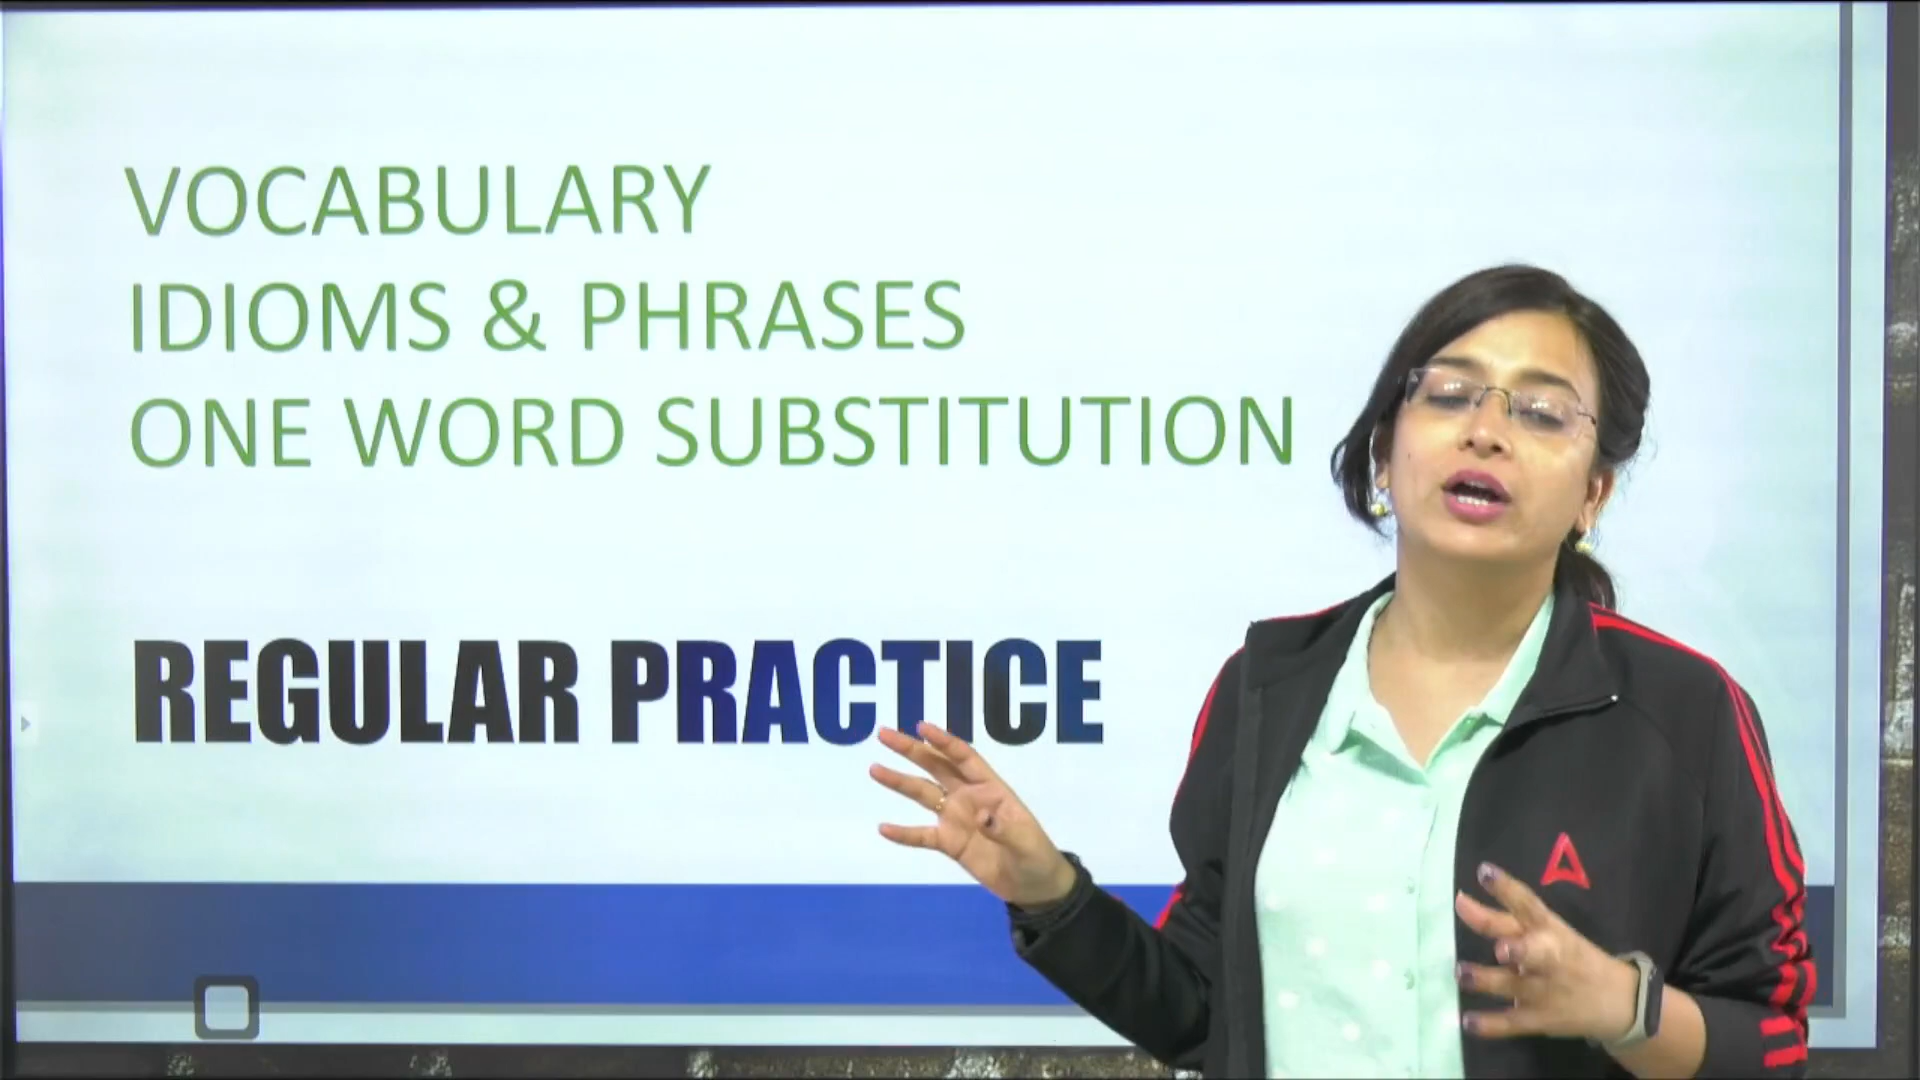 VOCABULARY
IDIOMS & PHRASES
ONE WORD SUBSTITUTION
REGULAR PRACTICE